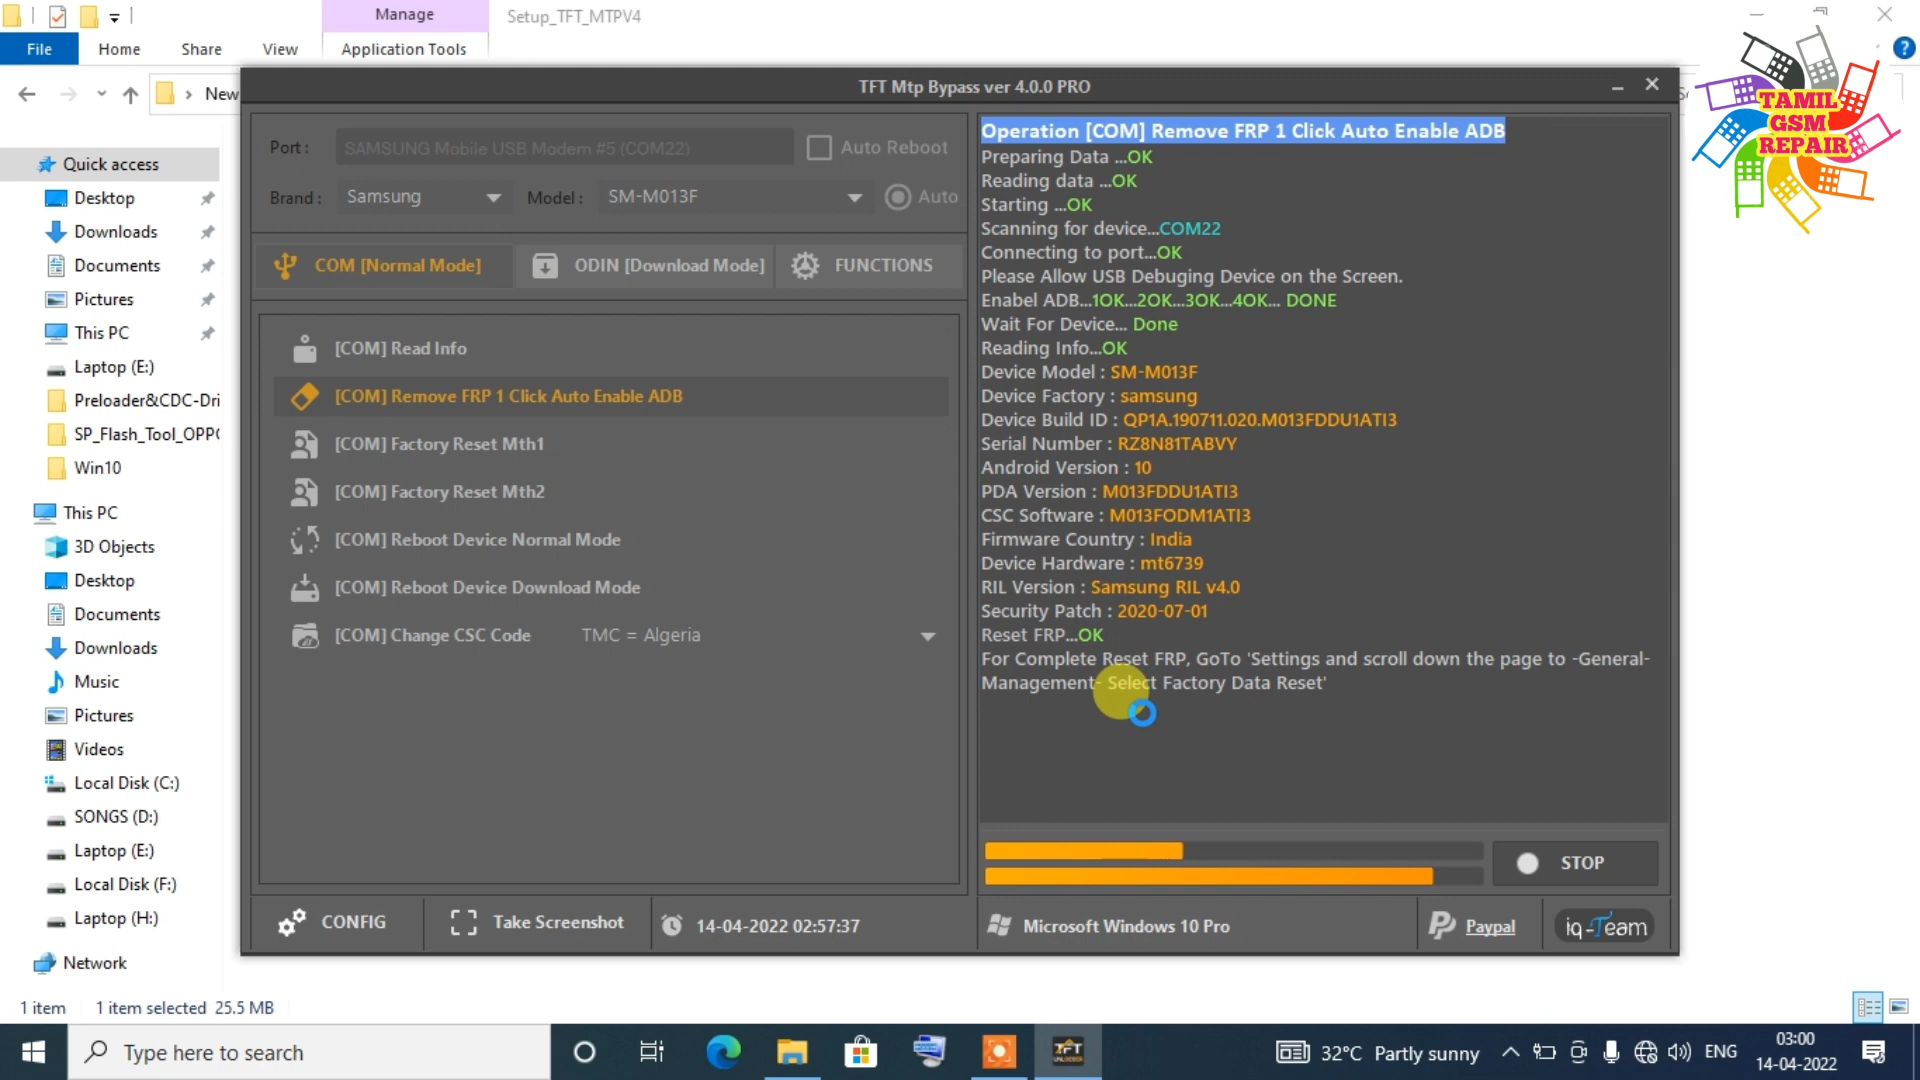 Manage
Setup_TFT_MTPV4
File
Home
Share
View
Application Tools
New
TFT Mtp Bypass ver 4.0.0 PRO
TAMIL
GSM
REPAIR
Port :
SAMSUNG Mobile USB Modem #5 (COM22)
Auto Reboot
Brand :
Samsung
Model :
SM-M013F
Auto
COM [Normal Mode]
ODIN [Download Mode]
FUNCTIONS
[COM] Read Info
[COM] Remove FRP 1 Click Auto Enable ADB
[COM] Factory Reset Mth1
[COM] Factory Reset Mth2
[COM] Reboot Device Normal Mode
[COM] Reboot Device Download Mode
[COM] Change CSC Code
TMC = Algeria
Operation [COM] Remove FRP 1 Click Auto Enable ADB
Preparing Data ...OK
Reading data ...OK
Starting ...OK
Scanning for device...COM22
Connecting to port...OK
Please Allow USB Debuging Device on the Screen.
Enabel ADB...1OK...2OK...3OK...4OK... DONE
Wait For Device... Done
Reading Info...OK
Device Model : SM-M013F
Device Factory : samsung
Device Build ID : QP1A.190711.020.M013FDDU1ATI3
Serial Number : RZ8N81TABVY
Android Version : 10
PDA Version : M013FDDU1ATI3
CSC Software : M013FODM1ATI3
Firmware Country : India
Device Hardware : mt6739
RIL Version : Samsung RIL v4.0
Security Patch : 2020-07-01
Reset FRP...OK
For Complete Reset FRP, GoTo 'Settings and scroll down the page to -General-
Management- Select Factory Data Reset'
STOP
CONFIG
Take Screenshot
14-04-2022 02:57:37
Microsoft Windows 10 Pro
Paypal
iq-Team
Quick access
Desktop
Downloads
Documents
Pictures
This PC
Laptop (E:)
Preloader&CDC-Dri
SP_Flash_Tool_OPPO
Win10
This PC
3D Objects
Desktop
Documents
Downloads
Music
Pictures
Videos
Local Disk (C:)
SONGS (D:)
Laptop (E:)
Local Disk (F:)
Laptop (H:)
Network
1 item
1 item selected 25.5 MB
Type here to search
TFT
32°C Partly sunny
ENG
03:00
14-04-2022